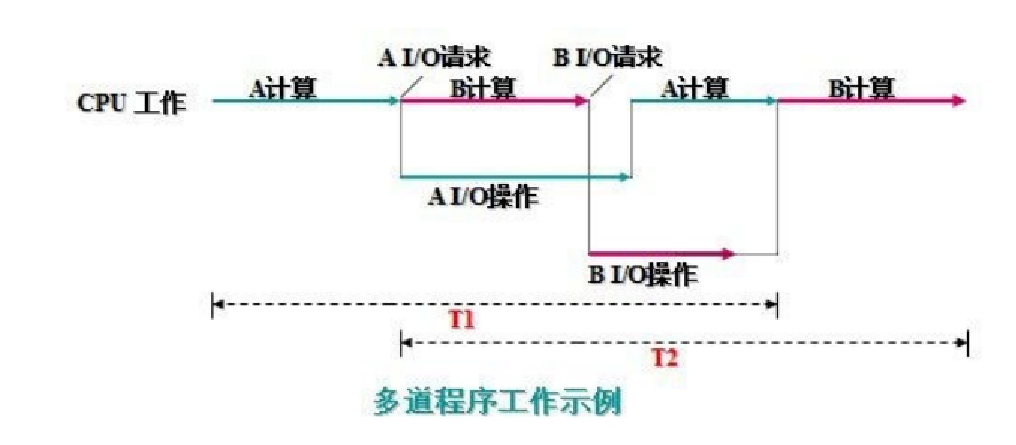 A I/O请求 B I/O请求
CPU 工作 A计算 B计算 A计算 B计算
A I/O操作
B I/O操作
T1
T2
多道程序工作示例